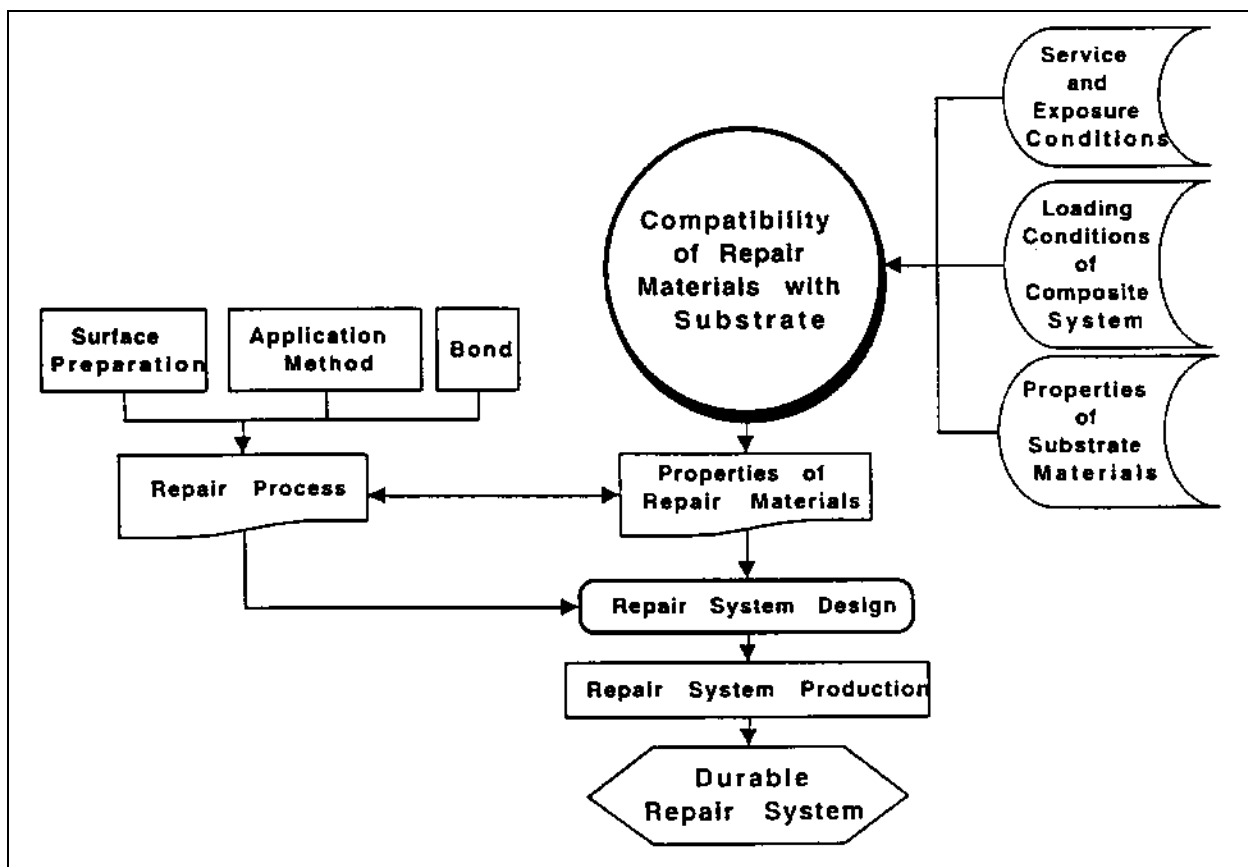 Service
and
Exposure
Conditions
Compatibility
of Repair
Materials with
Substrate
Loading
Conditions
of
Composite
System
Surface
Preparation
Application
Method
Bond
Properties
of
Substrate
Materials
Repair Process
Properties of
Repair Materials
Repair System Design
Repair System Production
Durable
Repair System